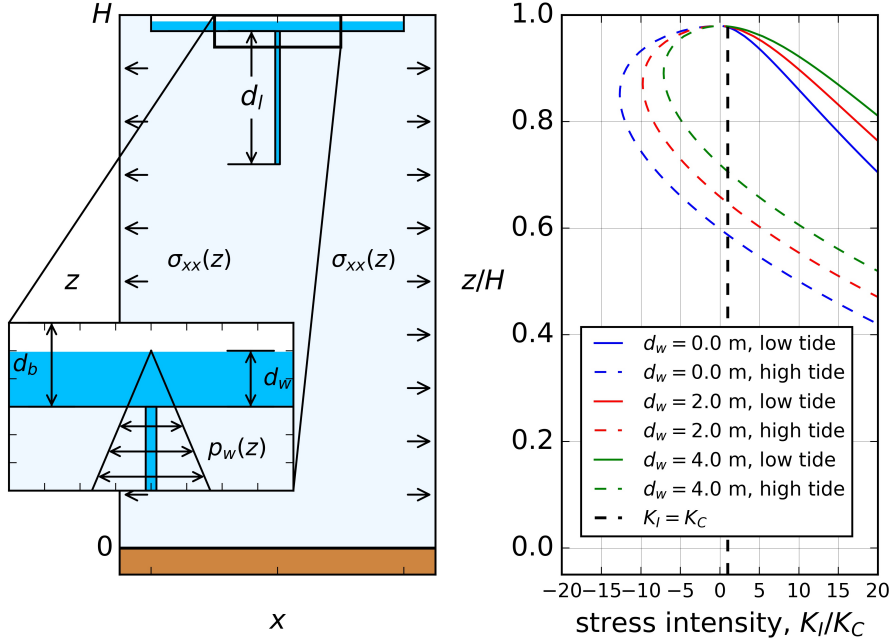 H
d_l
σ_xx(z)
σ_xx(z)
z
d_b
d_w
p_w(z)
0
x
z/H
1.0
0.8
0.6
0.4
0.2
0.0
d_w = 0.0 m, low tide
d_w = 0.0 m, high tide
d_w = 2.0 m, low tide
d_w = 2.0 m, high tide
d_w = 4.0 m, low tide
d_w = 4.0 m, high tide
K_I = K_C
−20 −15 −10 −5 0 5 10 15 20
stress intensity, K_I/K_C